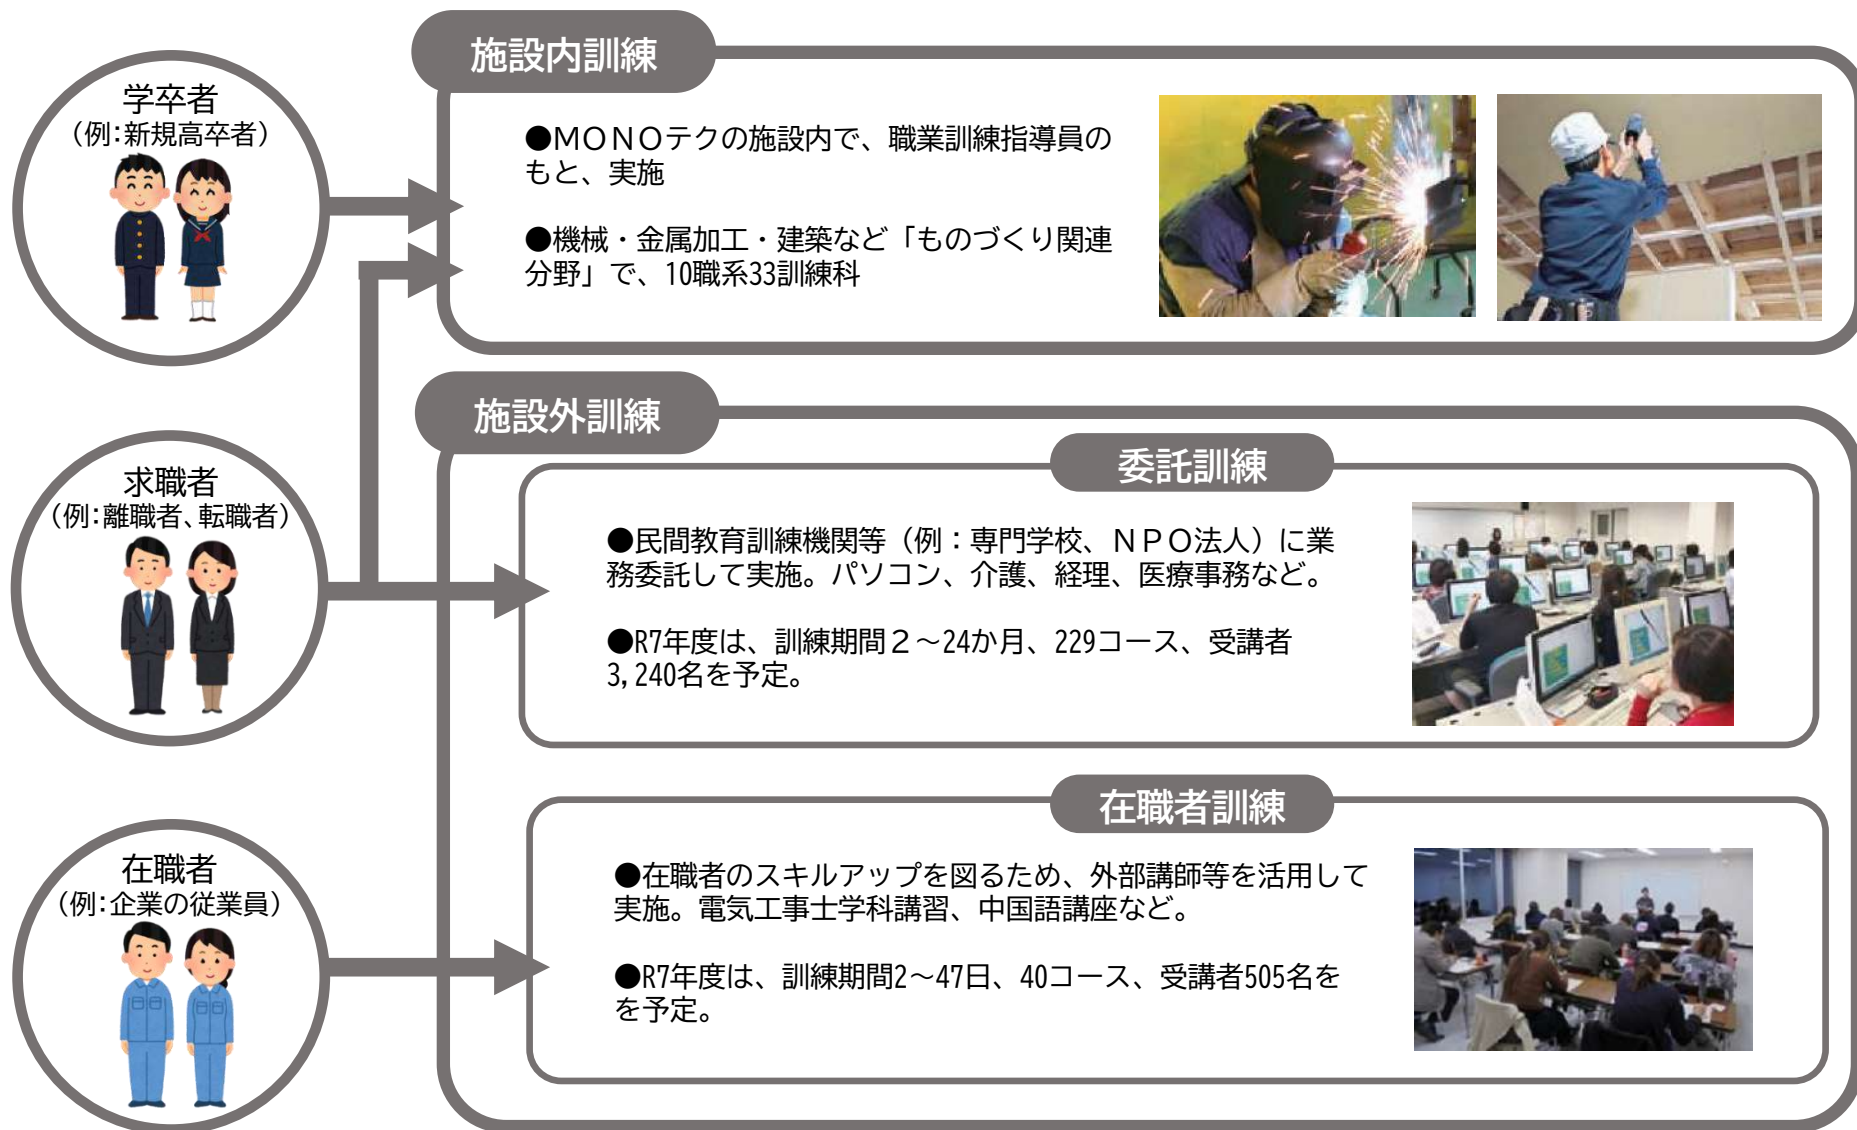 施設内訓練
学卒者
（例：新規高卒者）
●ＭＯＮＯテクの施設内で、職業訓練指導員の
もと、実施
●機械・金属加工・建築など「ものづくり関連
分野」で、10職系33訓練科
施設外訓練
求職者
（例：離職者、転職者）
委託訓練
●民間教育訓練機関等（例：専門学校、ＮＰＯ法人）に業
務委託して実施。パソコン、介護、経理、医療事務など。
●R7年度は、訓練期間２～24か月、229コース、受講者
3,240名を予定。
在職者
（例：企業の従業員）
在職者訓練
●在職者のスキルアップを図るため、外部講師等を活用して
実施。電気工事士学科講習、中国語講座など。
●R7年度は、訓練期間2～47日、40コース、受講者505名を
を予定。